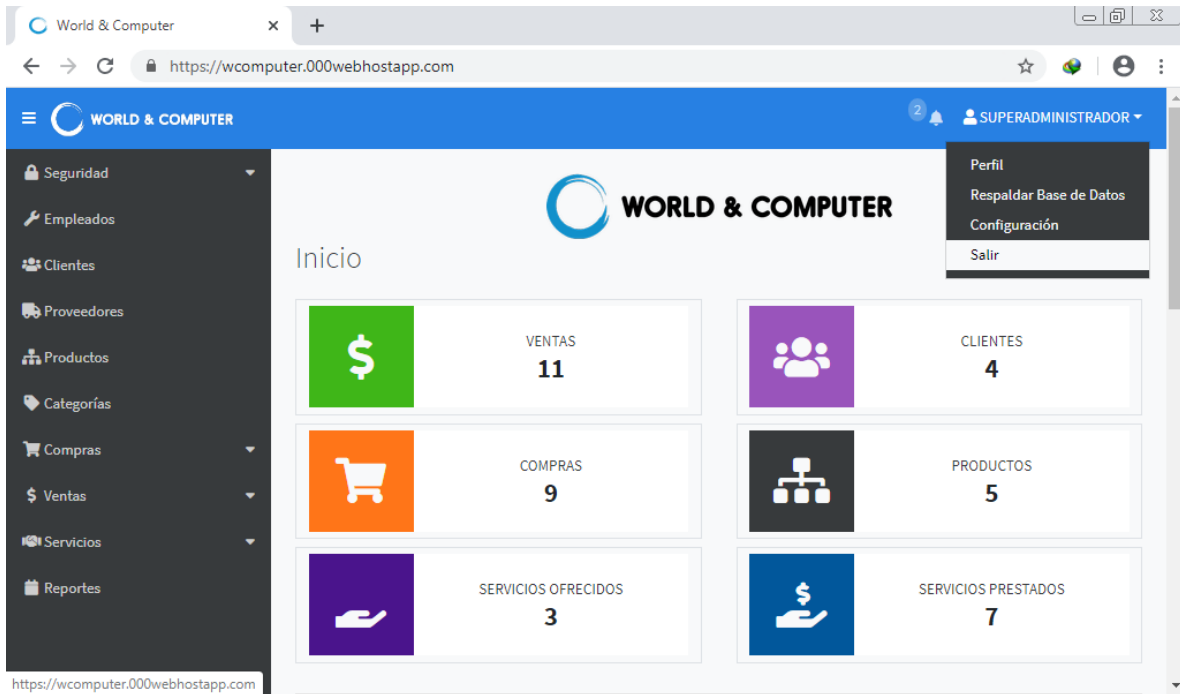 World & Computer
https://wcomputer.000webhostapp.com
WORLD & COMPUTER
2
SUPERADMINISTRADOR
Perfil
Respaldar Base de Datos
Configuración
Salir
Seguridad
Empleados
Clientes
Proveedores
Productos
Categorías
Compras
Ventas
Servicios
Reportes
WORLD & COMPUTER
Inicio
VENTAS
11
CLIENTES
4
COMPRAS
9
PRODUCTOS
5
SERVICIOS OFRECIDOS
3
SERVICIOS PRESTADOS
7
https://wcomputer.000webhostapp.com